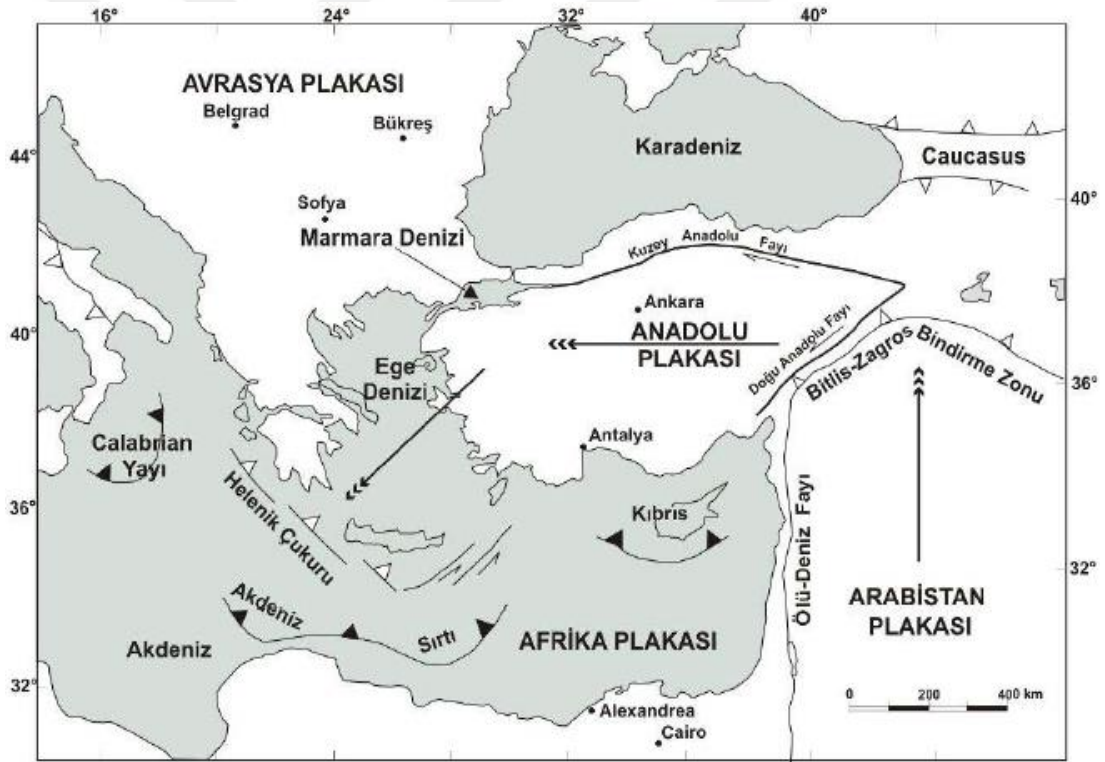 16°
24°
32°
40°
AVRASYA PLAKASI
Belgrad
Bükreş
Karadeniz
Caucasus
44°
40°
Sofya
Marmara Denizi
Kuzey Anadolu Fayı
Ankara
ANADOLU
PLAKASI
Doğu Anadolu Fayı
Bitlis-Zagros Bindirme Zonu
40°
36°
Ege
Denizi
Antalya
Calabrian
Yayı
Helenik Çukuru
Kıbrıs
36°
32°
Ölü-Deniz Fayı
ARABİSTAN
PLAKASI
Akdeniz Sırtı
Akdeniz
AFRİKA PLAKASI
32°
0 200 400 km
Alexandrea
Cairo